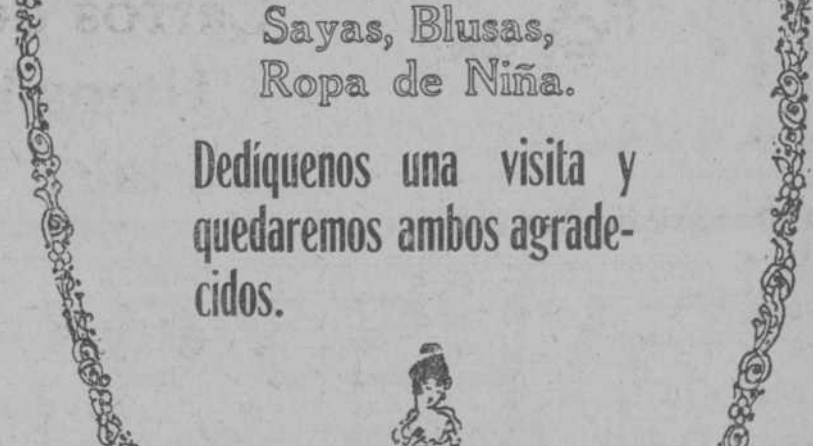 Sayas, Blusas,
Ropa de Niña.
Dedíquenos una visita y
quedaremos ambos agrade-
cidos.